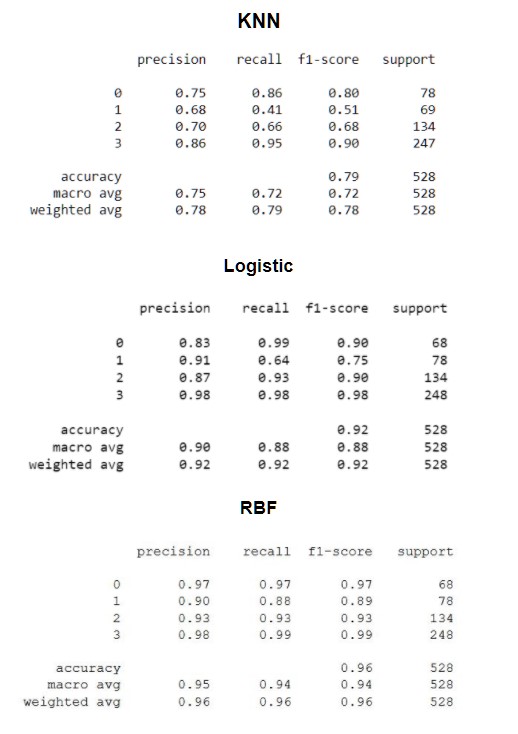 KNN
precision recall f1-score support
0 0.75 0.86 0.80 78
1 0.68 0.41 0.51 69
2 0.70 0.66 0.68 134
3 0.86 0.95 0.90 247
accuracy 0.79 528
macro avg 0.75 0.72 0.72 528
weighted avg 0.78 0.79 0.78 528
Logistic
precision recall f1-score support
0 0.83 0.99 0.90 68
1 0.91 0.64 0.75 78
2 0.87 0.93 0.90 134
3 0.98 0.98 0.98 248
accuracy 0.92 528
macro avg 0.90 0.88 0.88 528
weighted avg 0.92 0.92 0.92 528
RBF
precision recall f1-score support
0 0.97 0.97 0.97 68
1 0.90 0.88 0.89 78
2 0.93 0.93 0.93 134
3 0.98 0.99 0.99 248
accuracy 0.96 528
macro avg 0.95 0.94 0.94 528
weighted avg 0.96 0.96 0.96 528